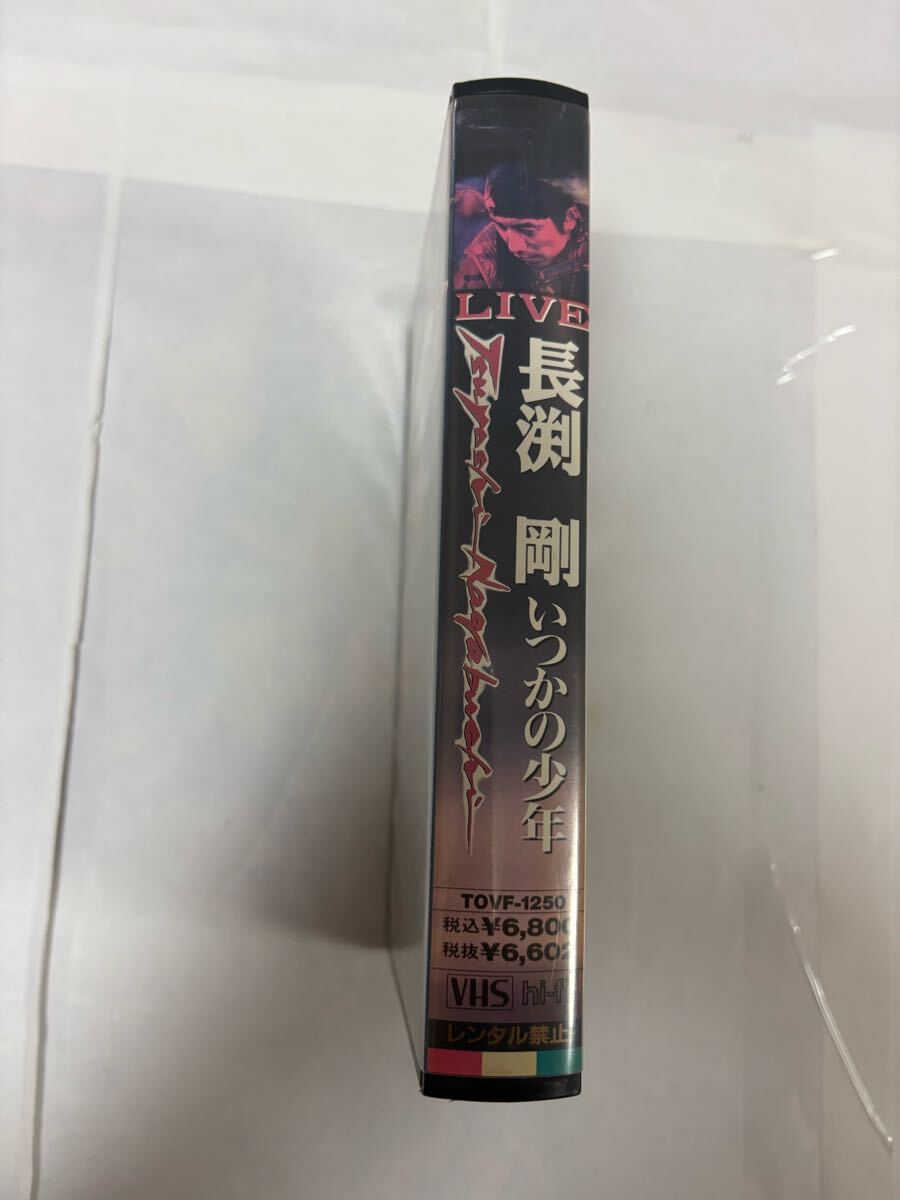 LIVE
長渕 剛
いつかの少年
Tsuyoshi Nagabuchi
TOVF-1250
税込¥6,800
税抜¥6,602
VHS hi-fi
レンタル禁止